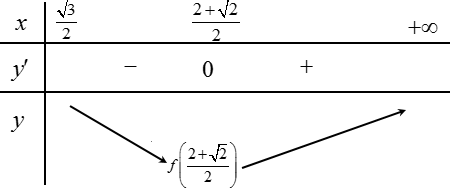 x √3/2 (2+√2)/2 +∞
y′ − 0 +
y f((2+√2)/2)